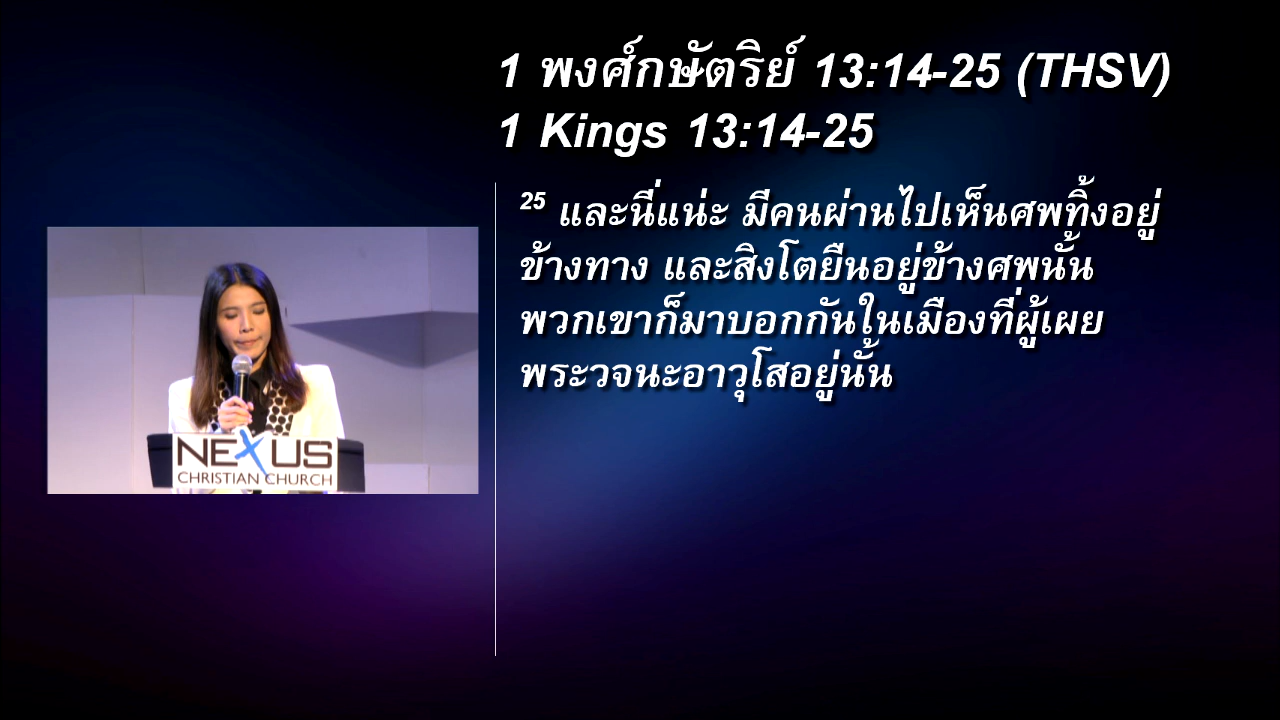 1 พงศ์กษัตริย์ 13:14-25 (THSV)
1 Kings 13:14-25
25 และนี่แน่ะ มีคนผ่านไปเห็นศพทิ้งอยู่
ข้างทาง และสิงโตยืนอยู่ข้างศพนั้น
พวกเขาก็มาบอกกันในเมืองที่ผู้เผย
พระวจนะอาวุโสอยู่นั้น
NEXUS
CHRISTIAN CHURCH